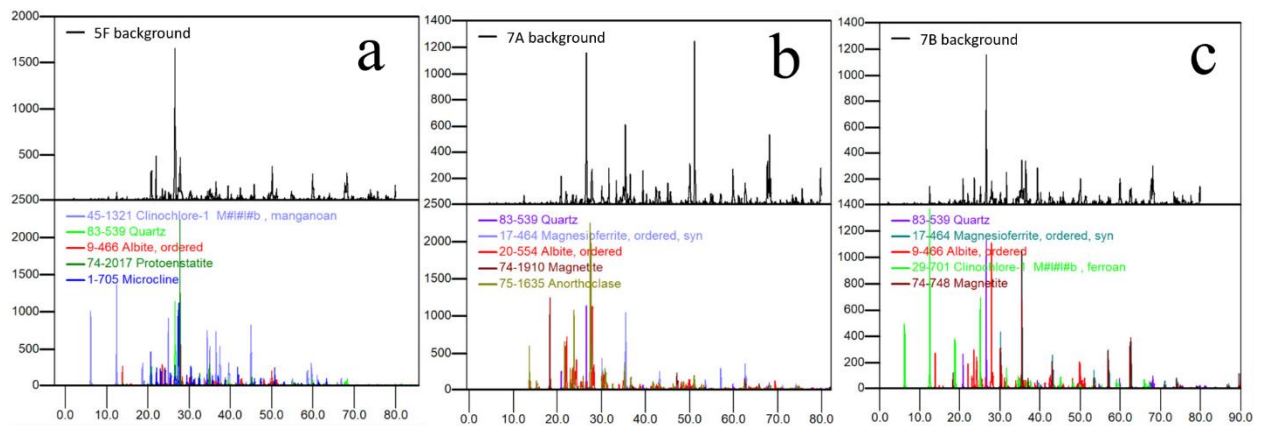 2000
1500
1000
500
2500
5F background
a
45-1321 Clinochlore-1 M#I#I#b , manganoan
83-539 Quartz
9-466 Albite, ordered
74-2017 Protoenstatite
1-705 Microcline
2000
1500
1000
500
0
0.0 10.0 20.0 30.0 40.0 50.0 60.0 70.0 80.0
1400
1200
1000
800
600
400
200
2500
7A background
b
83-539 Quartz
17-464 Magnesioferrite, ordered, syn
20-554 Albite, ordered
74-1910 Magnetite
75-1635 Anorthoclase
2000
1500
1000
500
0
0.0 10.0 20.0 30.0 40.0 50.0 60.0 70.0 80.0
1400
1200
1000
800
600
400
200
1400
7B background
c
83-539 Quartz
17-464 Magnesioferrite, ordered, syn
9-466 Albite, ordered
29-701 Clinochlore-1 M#I#I#b , ferroan
74-748 Magnetite
1200
1000
800
600
400
200
0
0.0 10.0 20.0 30.0 40.0 50.0 60.0 70.0 80.0 90.0